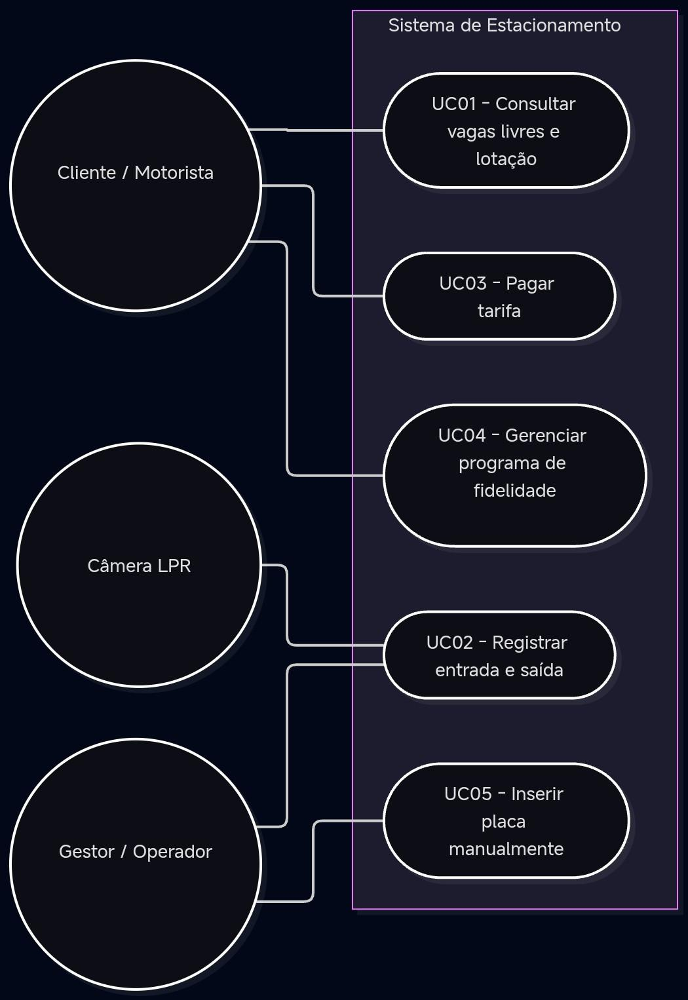 Sistema de Estacionamento
UC01 - Consultar
vagas livres e
lotação
Cliente / Motorista
UC03 - Pagar
tarifa
UC04 - Gerenciar
programa de
fidelidade
Câmera LPR
UC02 - Registrar
entrada e saída
UC05 - Inserir
placa
manualmente
Gestor / Operador